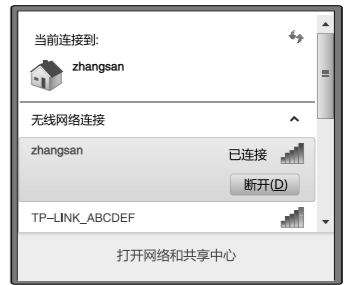 当前连接到:
zhangsan
无线网络连接
zhangsan 已连接
断开(D)
TP–LINK_ABCDEF
打开网络和共享中心